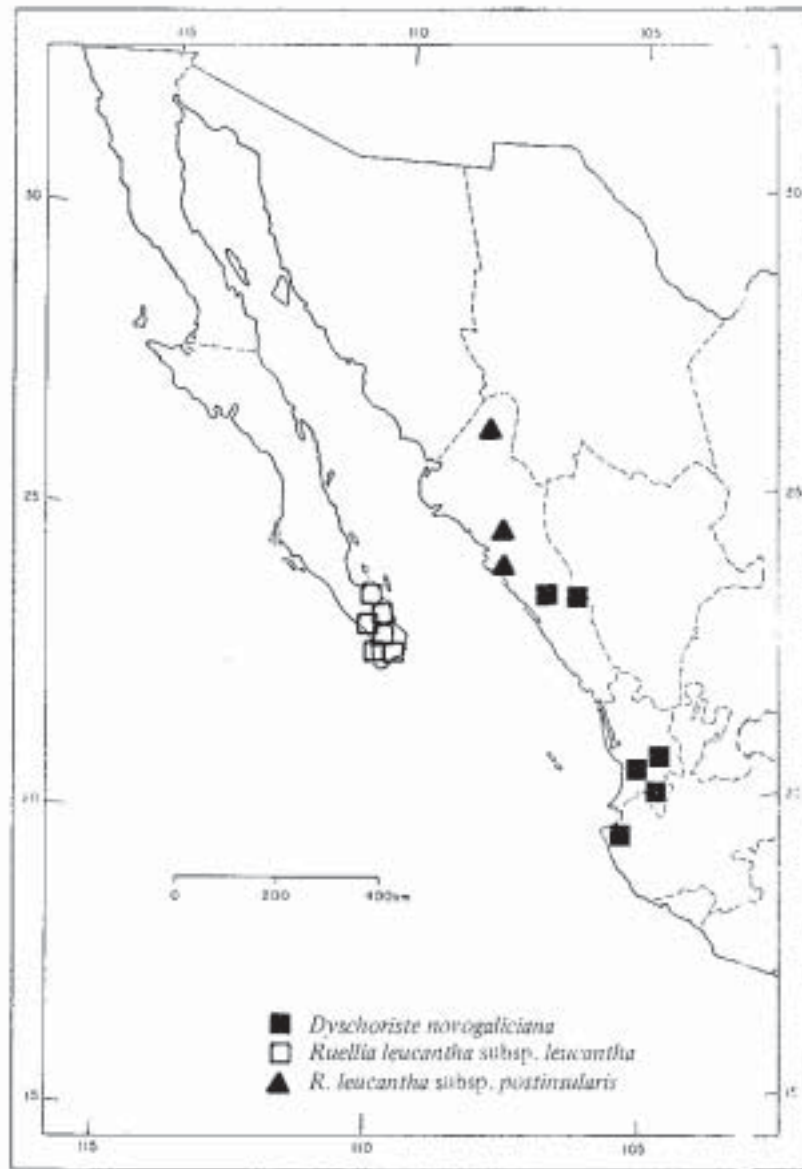 115 110 105
30 30
25 25
20 20
0 200 400km
Dyschoriste novogaliciana
Ruellia leucantha subsp. leucantha
R. leucantha subsp. postinsularis
15 15
115 110 105